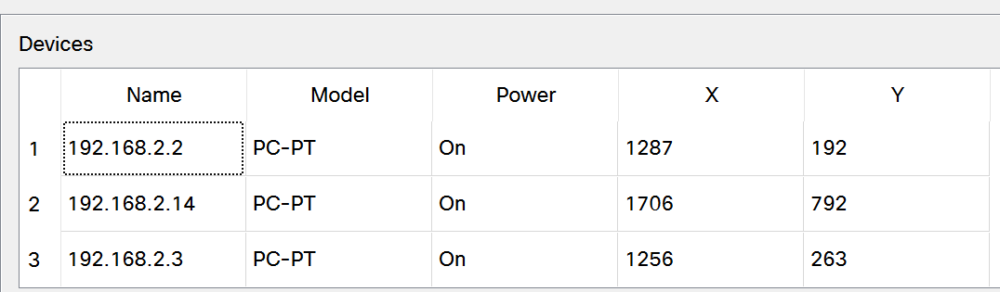 Devices
Name Model Power X Y
1 192.168.2.2 PC-PT On 1287 192
2 192.168.2.14 PC-PT On 1706 792
3 192.168.2.3 PC-PT On 1256 263